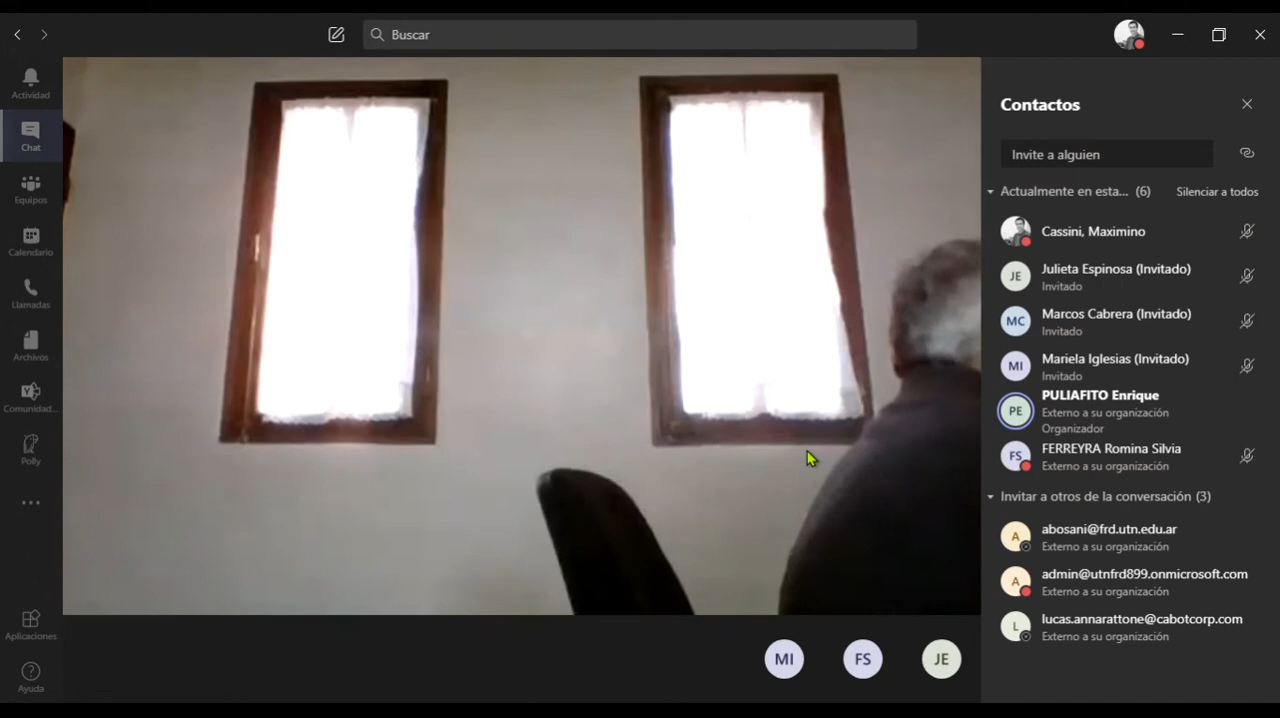 Buscar
Actividad
Chat
Equipos
Calendario
Llamadas
Archivos
Comunidad...
Polly
...
Aplicaciones
Ayuda
MI
FS
JE
Contactos
Invite a alguien
Actualmente en esta... (6)
Silenciar a todos
Cassini, Maximino
JE
Julieta Espinosa (Invitado)
Invitado
MC
Marcos Cabrera (Invitado)
Invitado
MI
Mariela Iglesias (Invitado)
Invitado
PE
PULIAFITO Enrique
Externo a su organización
Organizador
FS
FERREYRA Romina Silvia
Externo a su organización
Invitar a otros de la conversación (3)
A
abosani@frd.utn.edu.ar
Externo a su organización
A
admin@utnfrd899.onmicrosoft.com
Externo a su organización
L
lucas.annarattone@cabotcorp.com
Externo a su organización